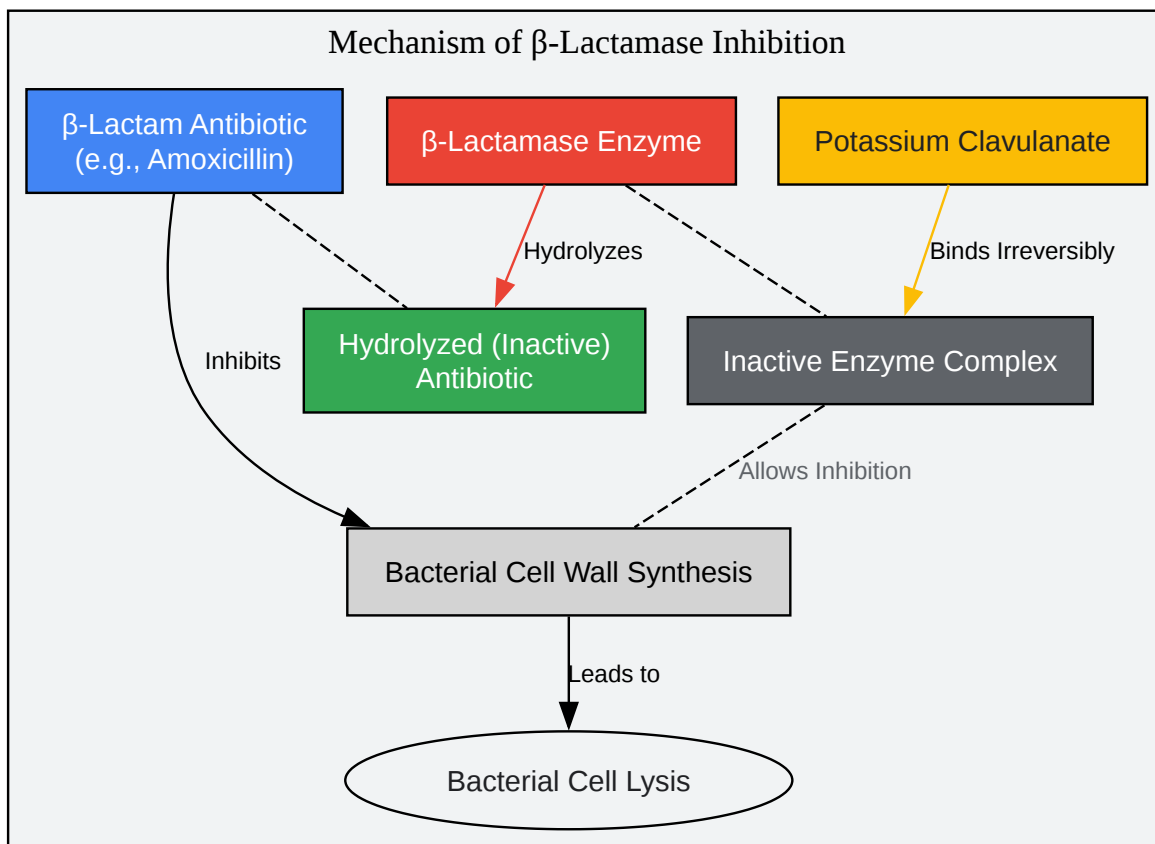 Mechanism of β-Lactamase Inhibition
β-Lactam Antibiotic
(e.g., Amoxicillin)
β-Lactamase Enzyme
Potassium Clavulanate
Hydrolyzes
Binds Irreversibly
Inhibits
Hydrolyzed (Inactive)
Antibiotic
Inactive Enzyme Complex
Allows Inhibition
Bacterial Cell Wall Synthesis
Leads to
Bacterial Cell Lysis